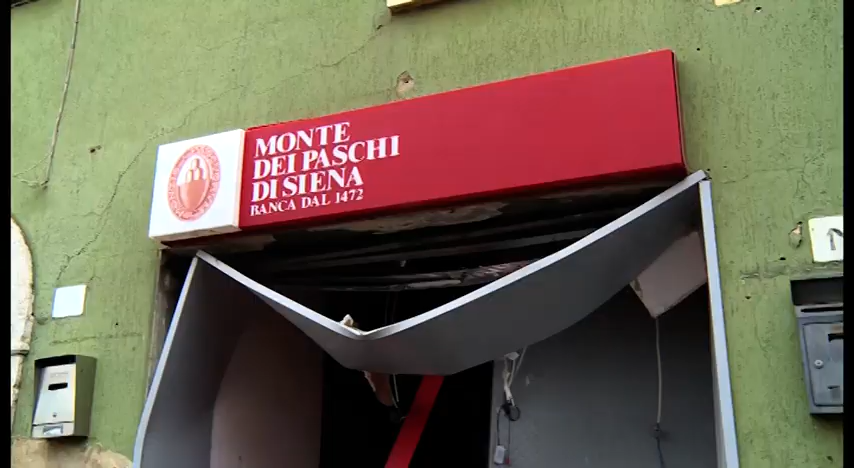 MONTE
DEI PASCHI
DI SIENA
BANCA DAL 1472